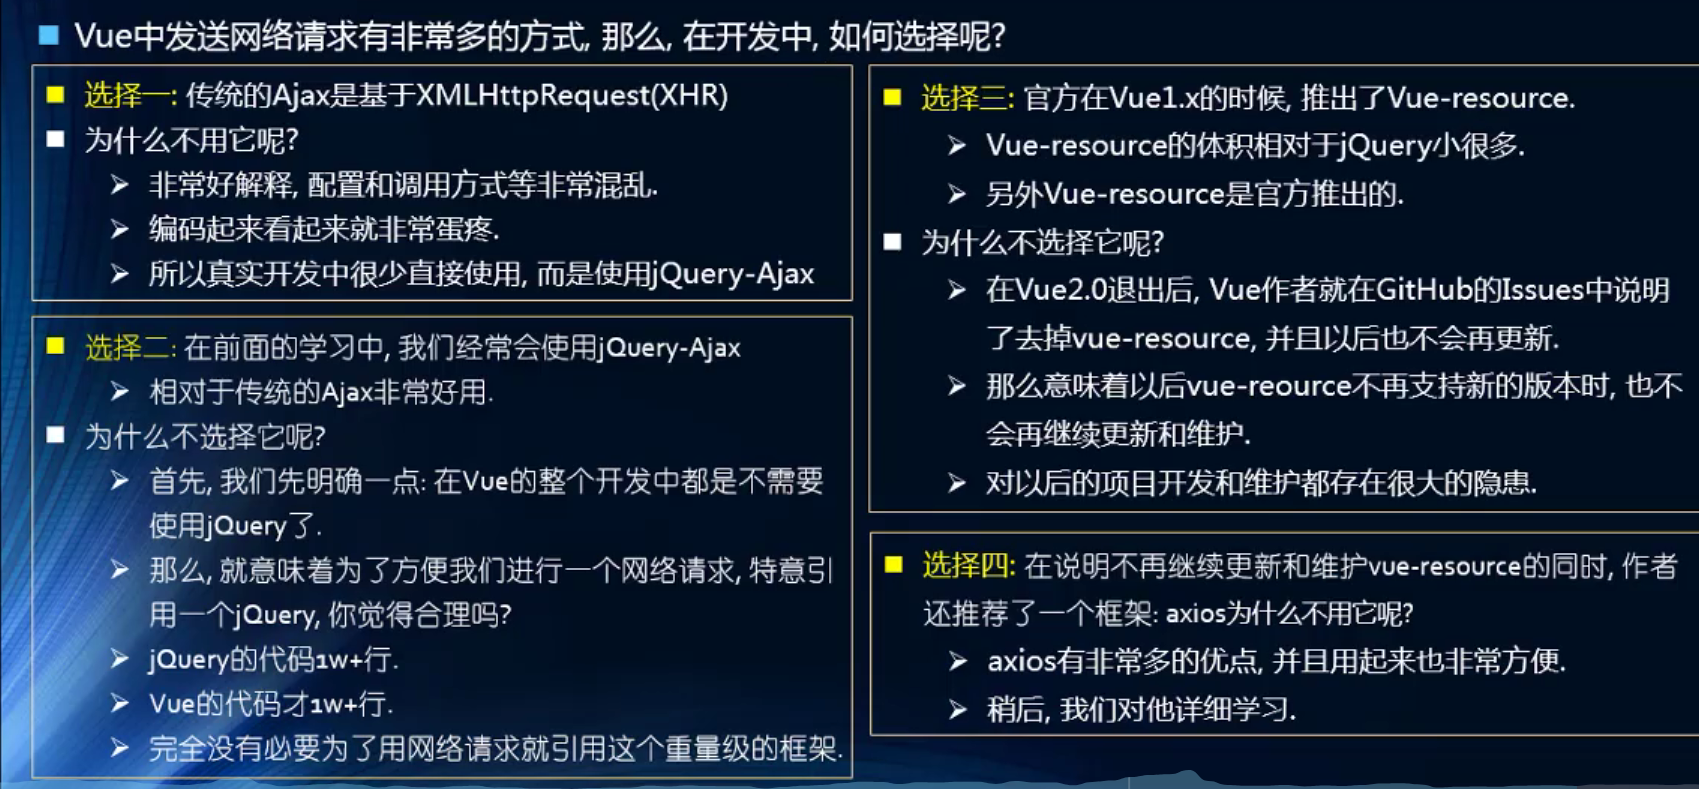 Vue中发送网络请求有非常多的方式, 那么, 在开发中, 如何选择呢?
选择一: 传统的Ajax是基于XMLHttpRequest(XHR)
为什么不用它呢?
非常好解释, 配置和调用方式等非常混乱.
编码起来看起来就非常蛋疼.
所以真实开发中很少直接使用, 而是使用jQuery-Ajax
选择二: 在前面的学习中, 我们经常会使用jQuery-Ajax
相对于传统的Ajax非常好用.
为什么不选择它呢?
首先, 我们先明确一点: 在Vue的整个开发中都是不需要
使用jQuery了.
那么, 就意味着为了方便我们进行一个网络请求, 特意引
用一个jQuery, 你觉得合理吗?
jQuery的代码1w+行.
Vue的代码才1w+行.
完全没有必要为了用网络请求就引用这个重量级的框架.
选择三: 官方在Vue1.x的时候, 推出了Vue-resource.
Vue-resource的体积相对于jQuery小很多.
另外Vue-resource是官方推出的.
为什么不选择它呢?
在Vue2.0退出后, Vue作者就在GitHub的Issues中说明
了去掉vue-resource, 并且以后也不会再更新.
那么意味着以后vue-reource不再支持新的版本时, 也不
会再继续更新和维护.
对以后的项目开发和维护都存在很大的隐患.
选择四: 在说明不再继续更新和维护vue-resource的同时, 作者
还推荐了一个框架: axios为什么不用它呢?
axios有非常多的优点, 并且用起来也非常方便.
稍后, 我们对他详细学习.